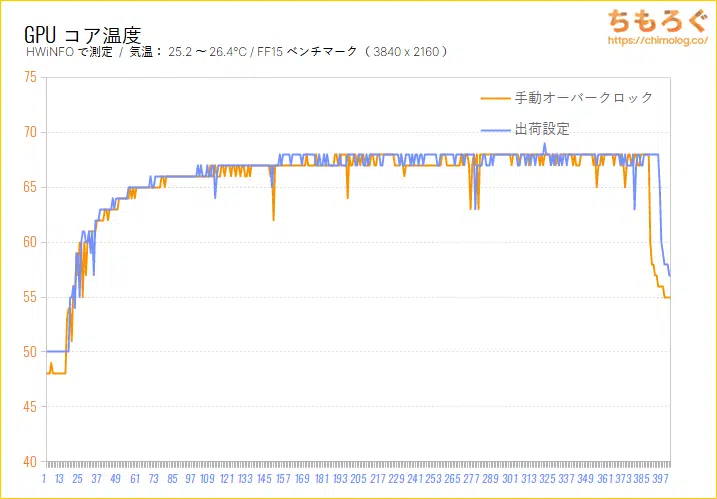 GPU コア温度
ちもろぐ
https://chimolog.co/
HWiNFO で測定 / 気温： 25.2 ～ 26.4℃ / FF15 ベンチマーク（ 3840 x 2160 ）
75
手動オーバークロック
出荷設定
70
65
60
55
50
45
40
1 13 25 37 49 61 73 85 97 109 121 133 145 157 169 181 193 205 217 229 241 253 265 277 289 301 313 325 337 349 361 373 385 397